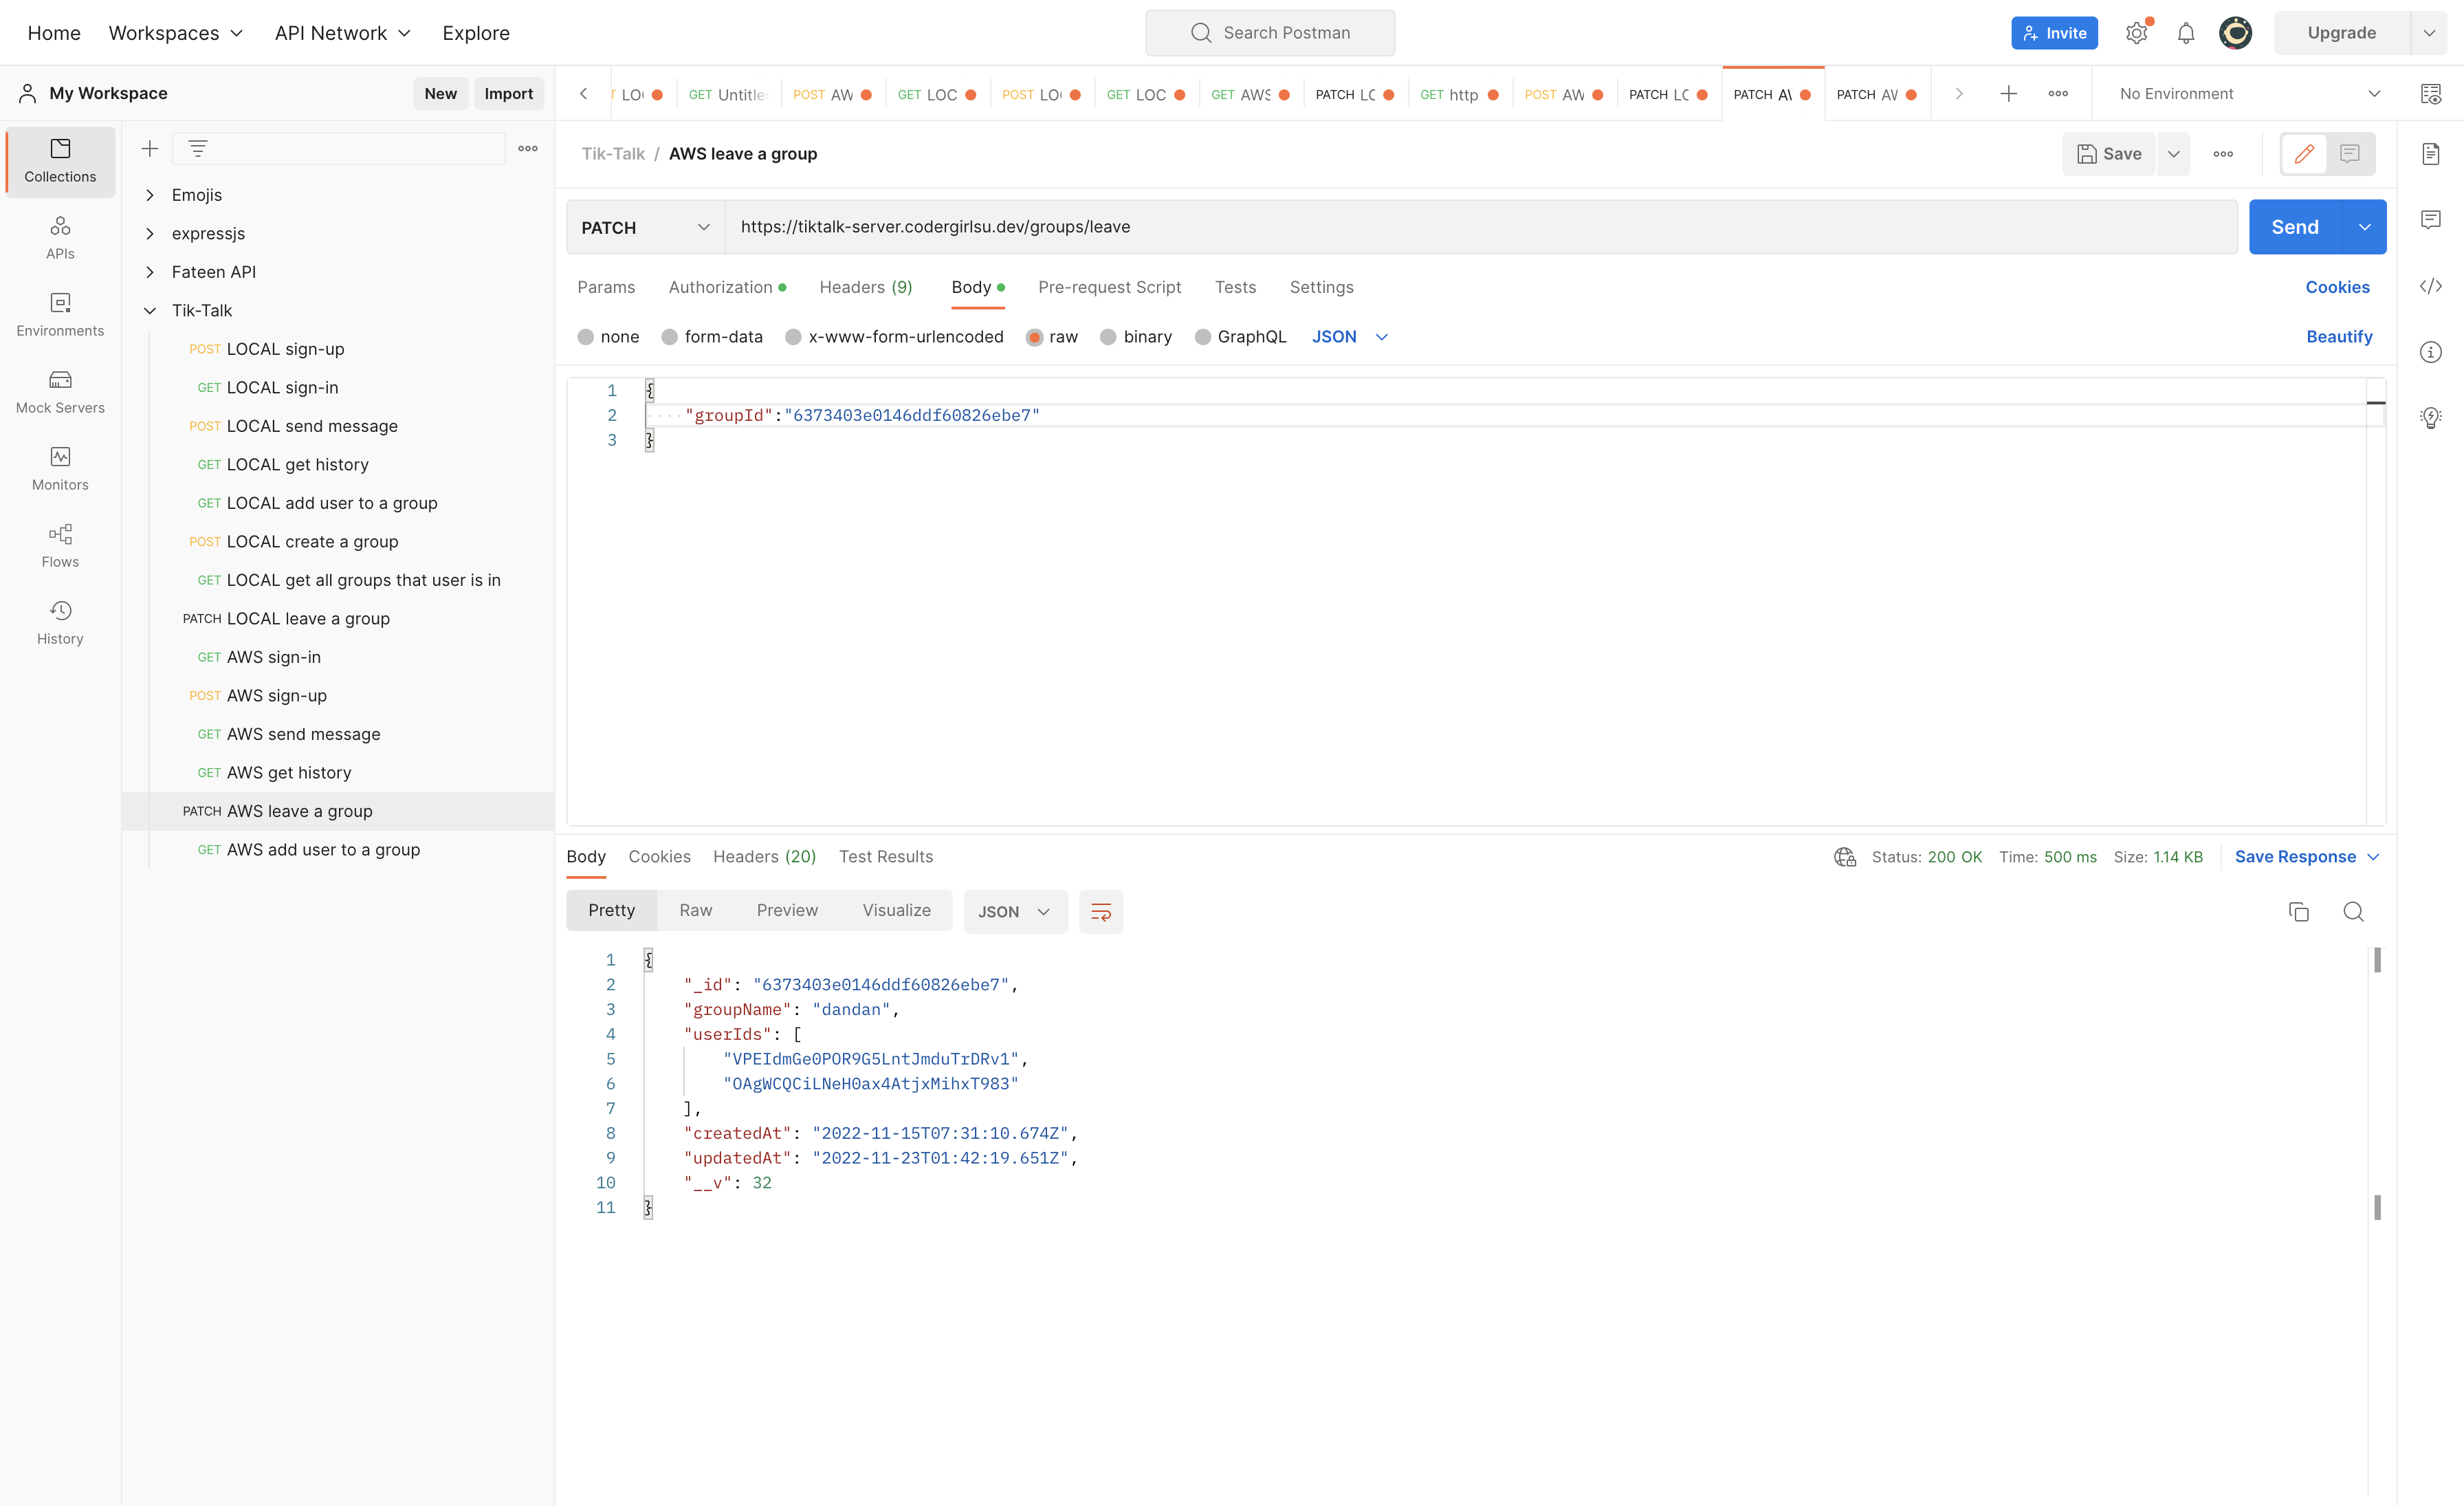 Home Workspaces API Network Explore Search Postman Invite Upgrade
My Workspace New Import
LO GET Untitle POST AW GET LOC POST LO GET LOC GET AWS PATCH LC GET http POST AW PATCH LC PATCH AV PATCH AV No Environment
Collections
APIs
Environments
Mock Servers
Monitors
Flows
History
Emojis
expressjs
Fateen API
Tik-Talk
POST LOCAL sign-up
GET LOCAL sign-in
POST LOCAL send message
GET LOCAL get history
GET LOCAL add user to a group
POST LOCAL create a group
GET LOCAL get all groups that user is in
PATCH LOCAL leave a group
GET AWS sign-in
POST AWS sign-up
GET AWS send message
GET AWS get history
PATCH AWS leave a group
GET AWS add user to a group
Tik-Talk / AWS leave a group Save
PATCH https://tiktalk-server.codergirlsu.dev/groups/leave Send
Params Authorization Headers (9) Body Pre-request Script Tests Settings Cookies
none form-data x-www-form-urlencoded raw binary GraphQL JSON Beautify
1 {
2 "groupId":"6373403e0146ddf60826ebe7"
3 }
Body Cookies Headers (20) Test Results Status: 200 OK Time: 500 ms Size: 1.14 KB Save Response
Pretty Raw Preview Visualize JSON
1 {
2 "_id": "6373403e0146ddf60826ebe7",
3 "groupName": "dandan",
4 "userIds": [
5 "VPEIdmGe0POR9G5LntJmduTrDRv1",
6 "OAgWCQCiLNeH0ax4AtjxMihxT983"
7 ],
8 "createdAt": "2022-11-15T07:31:10.674Z",
9 "updatedAt": "2022-11-23T01:42:19.651Z",
10 "__v": 32
11 }